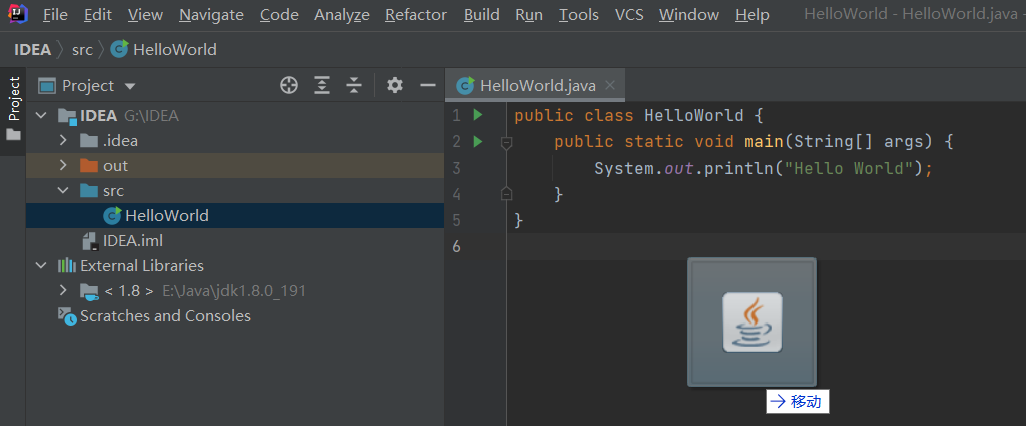 File Edit View Navigate Code Analyze Refactor Build Run Tools VCS Window Help HelloWorld - HelloWorld.java
IDEA src HelloWorld
Project
Project
IDEA G:\IDEA
.idea
out
src
HelloWorld
IDEA.iml
External Libraries
< 1.8 > E:\Java\jdk1.8.0_191
Scratches and Consoles
HelloWorld.java
1 public class HelloWorld {
2 public static void main(String[] args) {
3 System.out.println("Hello World");
4 }
5 }
6
移动